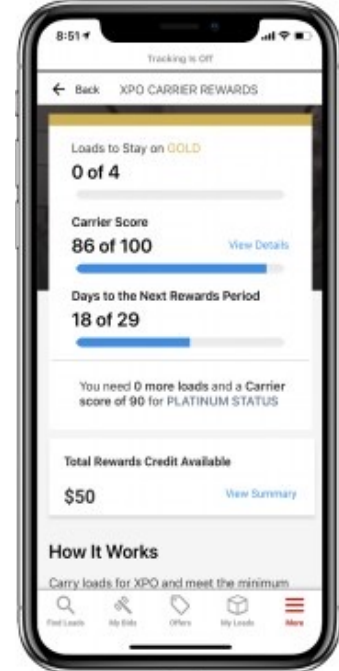 8:51
Tracking Is Off
Back XPO CARRIER REWARDS
Loads to Stay on GOLD
0 of 4
Carrier Score
86 of 100 View Details
Days to the Next Rewards Period
18 of 29
You need 0 more loads and a Carrier
score of 90 for PLATINUM STATUS
Total Rewards Credit Available
$50 View Summary
How It Works
Carry loads for XPO and meet the minimum
Find Loads My Bids Offers My Loads More